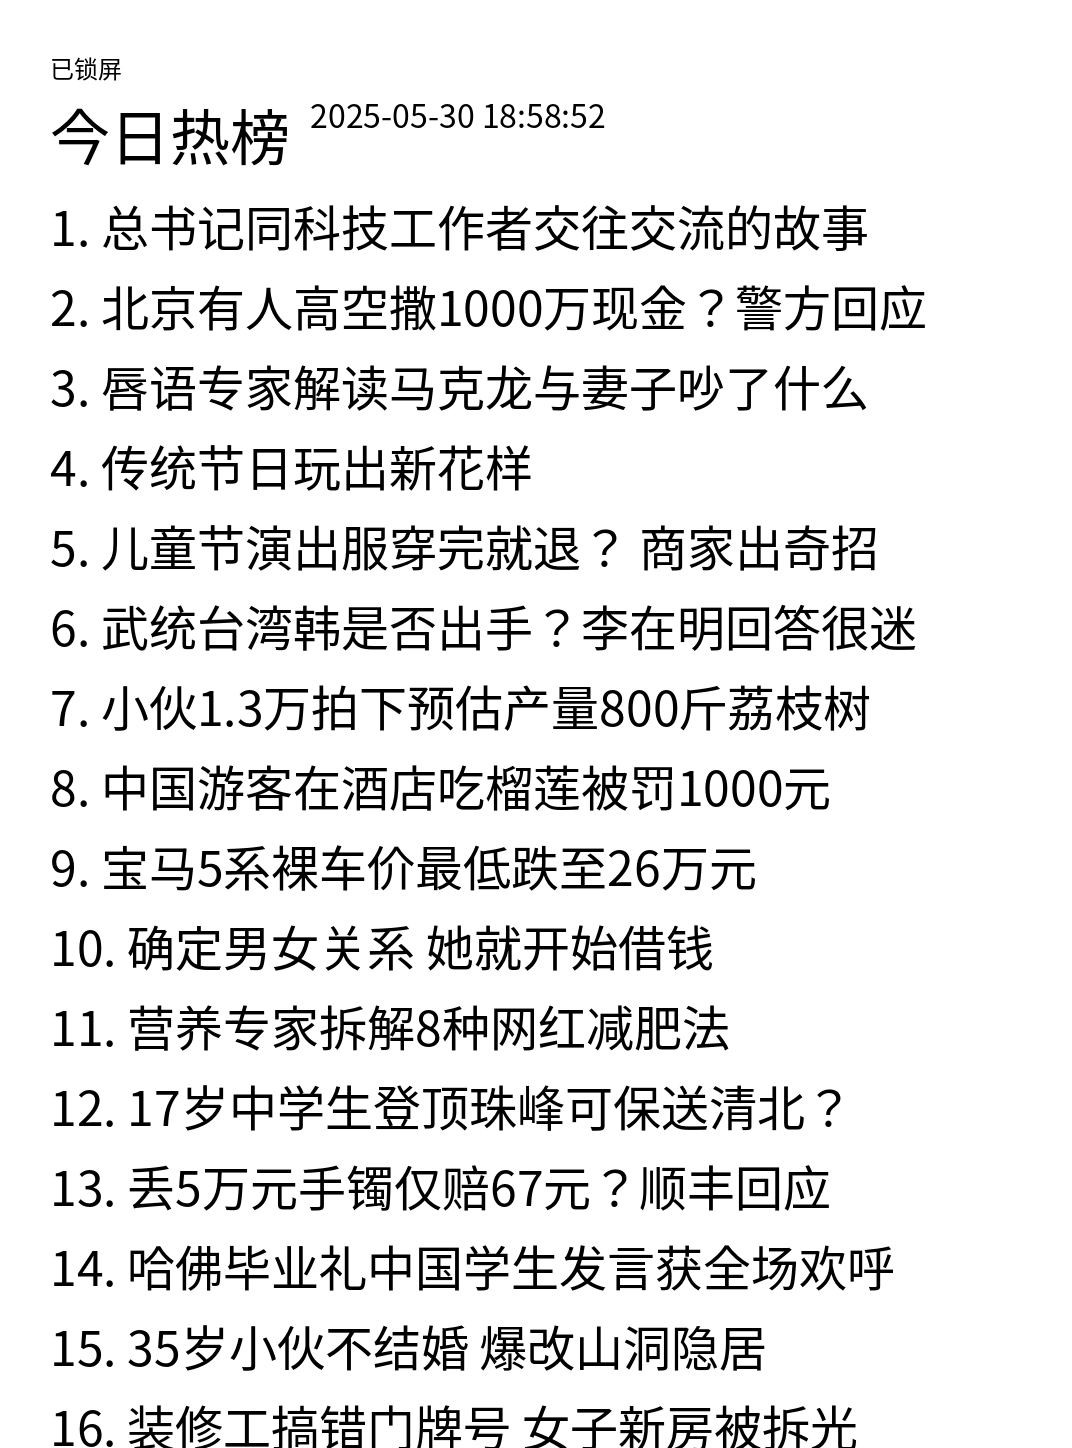 已锁屏
今日热榜 2025-05-30 18:58:52
1. 总书记同科技工作者交往交流的故事
2. 北京有人高空撒1000万现金？警方回应
3. 唇语专家解读马克龙与妻子吵了什么
4. 传统节日玩出新花样
5. 儿童节演出服穿完就退？ 商家出奇招
6. 武统台湾韩是否出手？李在明回答很迷
7. 小伙1.3万拍下预估产量800斤荔枝树
8. 中国游客在酒店吃榴莲被罚1000元
9. 宝马5系裸车价最低跌至26万元
10. 确定男女关系 她就开始借钱
11. 营养专家拆解8种网红减肥法
12. 17岁中学生登顶珠峰可保送清北？
13. 丢5万元手镯仅赔67元？顺丰回应
14. 哈佛毕业礼中国学生发言获全场欢呼
15. 35岁小伙不结婚 爆改山洞隐居
16. 装修工搞错门牌号 女子新房被拆光